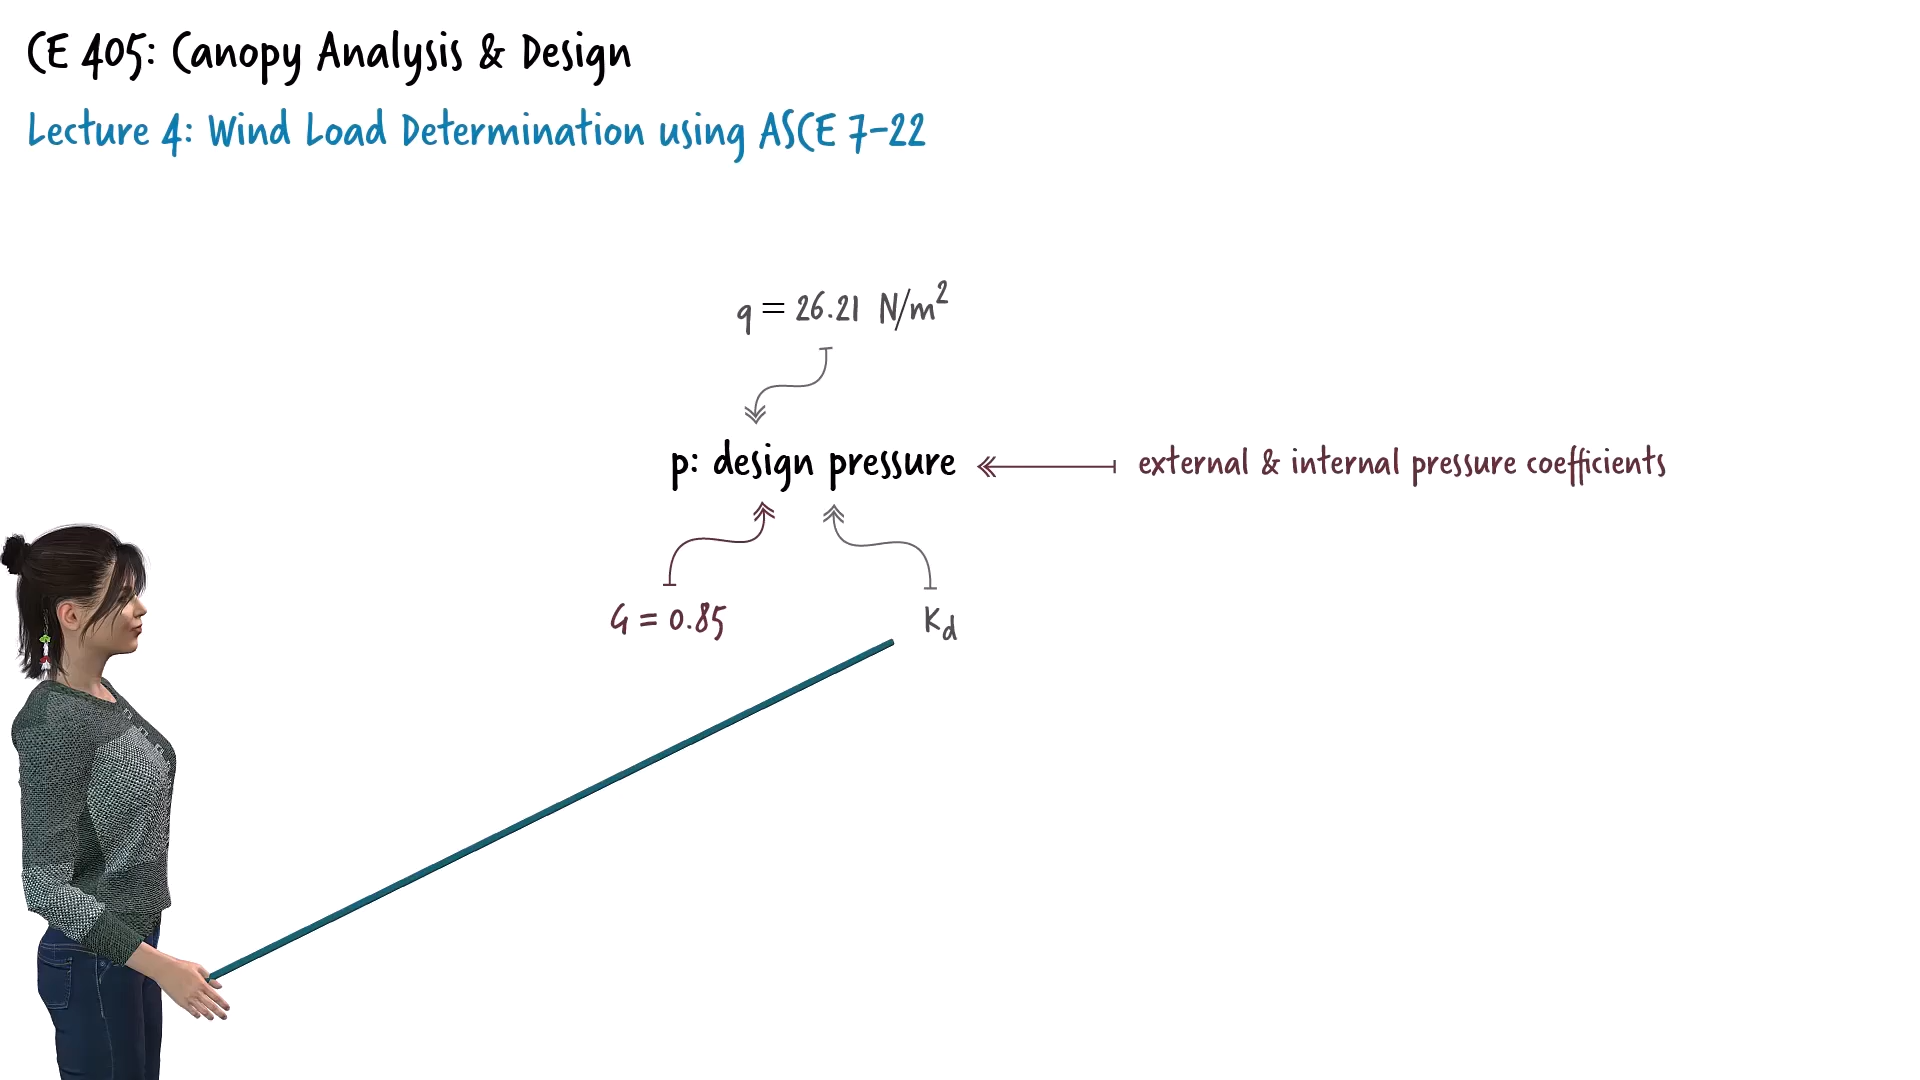 CE 405: Canopy Analysis & Design
Lecture 4: Wind Load Determination using ASCE 7-22
q = 26.21 N/m²
p: design pressure
external & internal pressure coefficients
G = 0.85
Kd